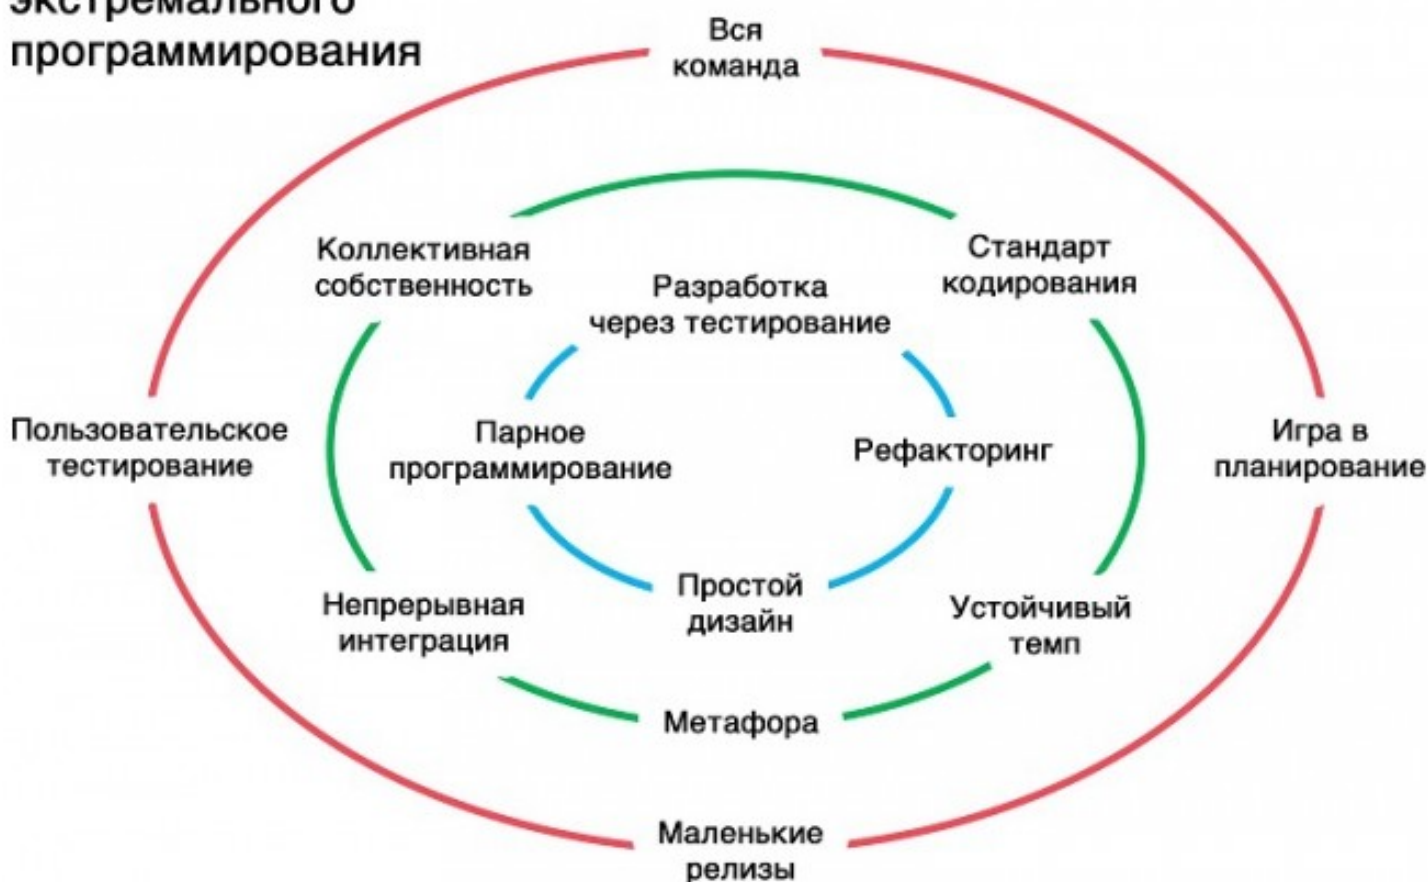 экстремального
программирования
Вся
команда
Коллективная
собственность
Стандарт
кодирования
Разработка
через тестирование
Пользовательское
тестирование
Парное
программирование
Рефакторинг
Игра в
планирование
Непрерывная
интеграция
Простой
дизайн
Устойчивый
темп
Метафора
Маленькие
релизы